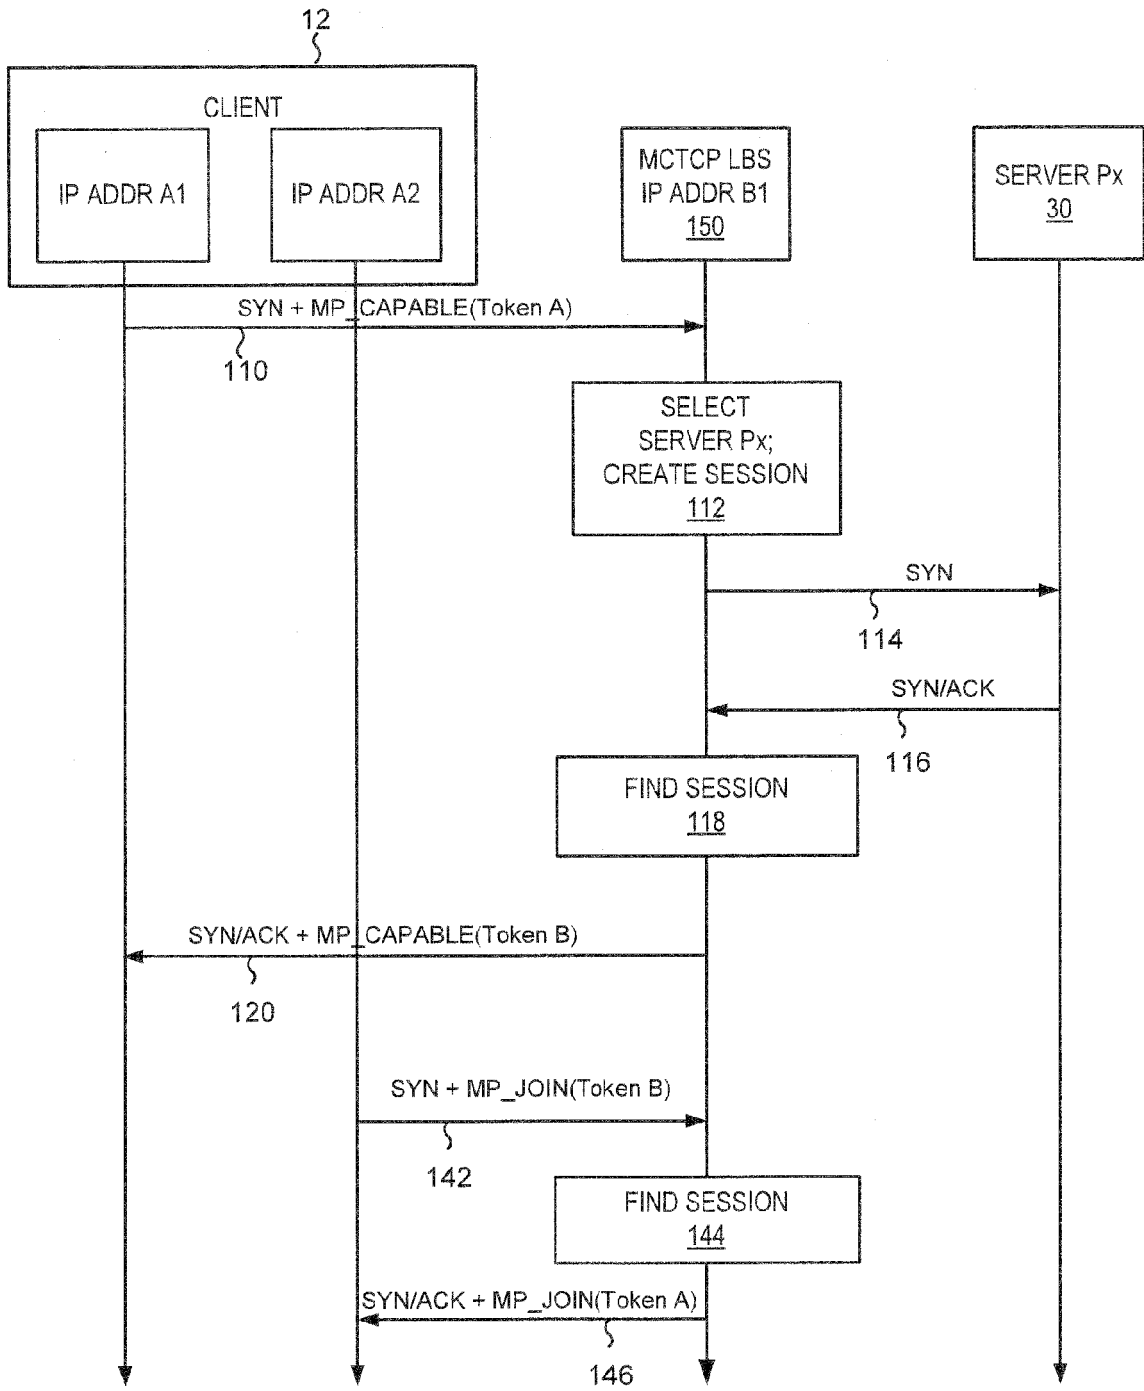 12
CLIENT
IP ADDR A1
IP ADDR A2
MCTCP LBS
IP ADDR B1
150
SERVER Px
30
SYN + MP_CAPABLE(Token A)
110
SELECT
SERVER Px;
CREATE SESSION
112
SYN
114
SYN/ACK
116
FIND SESSION
118
SYN/ACK + MP_CAPABLE(Token B)
120
SYN + MP_JOIN(Token B)
142
FIND SESSION
144
SYN/ACK + MP_JOIN(Token A)
146